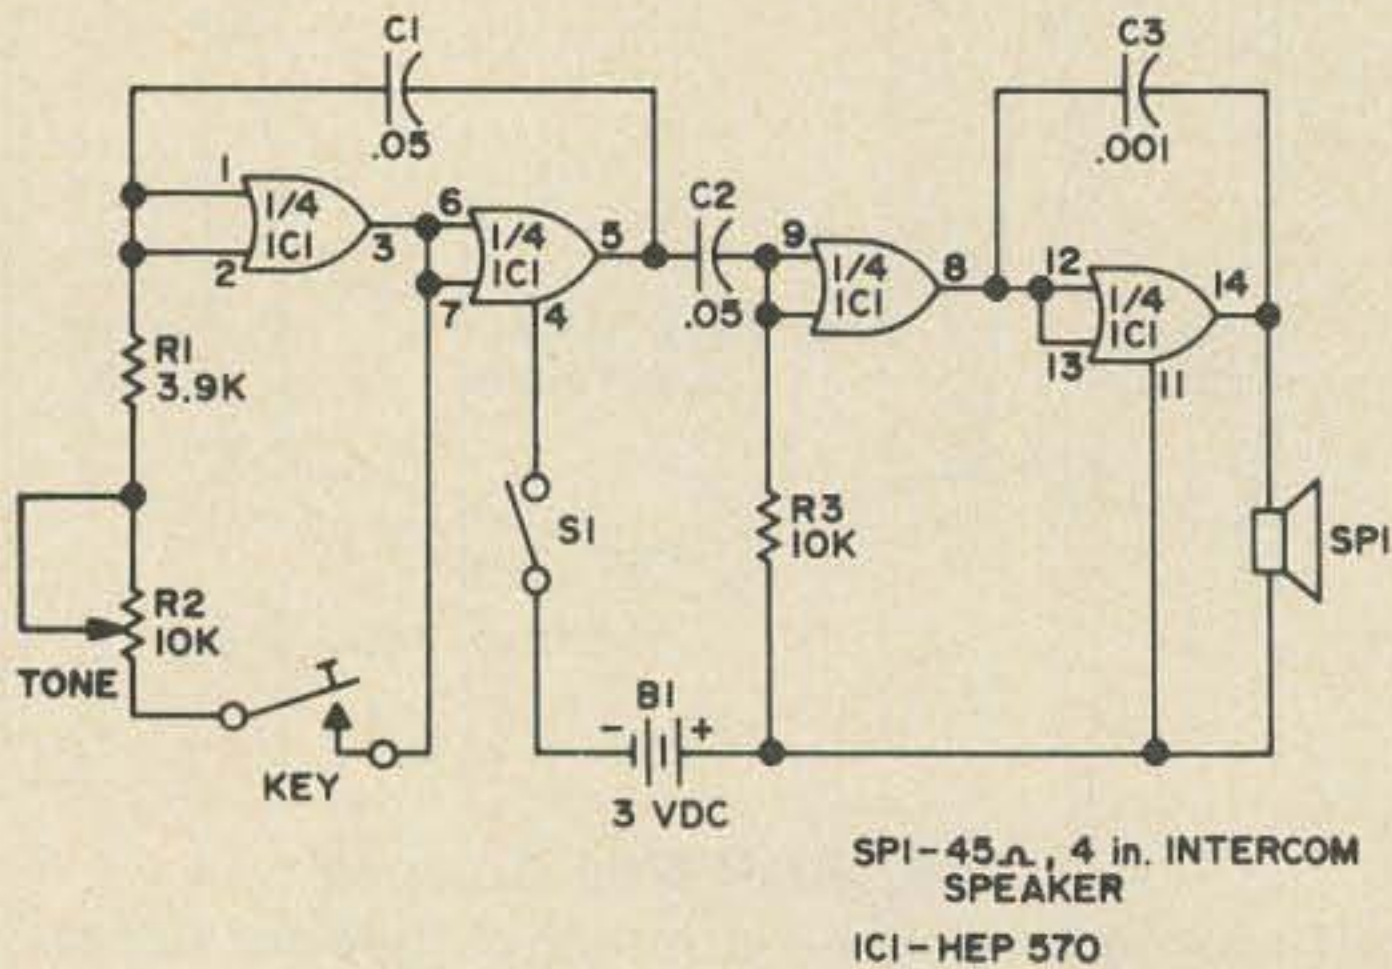 C1
.05
C3
.001
1
2
1/4
IC1
3
6
7
1/4
IC1
5
4
C2
.05
9
1/4
IC1
8
12
13
1/4
IC1
14
11
R1
3.9K
R2
10K
TONE
KEY
S1
B1
- +
3 VDC
R3
10K
SP1
SP1-45Ω, 4 in. INTERCOM
SPEAKER
IC1-HEP 570